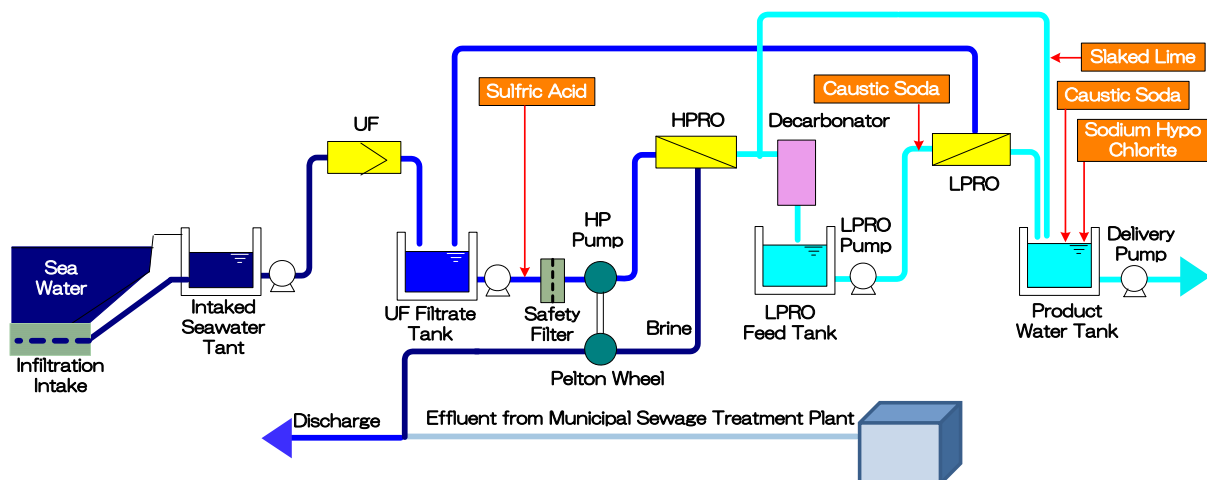 Slaked Lime
Sulfric Acid
Caustic Soda
Caustic Soda
UF
HPRO
Decarbonator
Sodium Hypo
Chlorite
LPRO
HP
Pump
LPRO
Pump
Delivery
Pump
Sea
Water
Intaked
Seawater
Tant
UF Filtrate
Tank
Safety
Filter
Brine
LPRO
Feed Tank
Product
Water Tank
Infiltration
Intake
Pelton Wheel
Discharge
Effluent from Municipal Sewage Treatment Plant